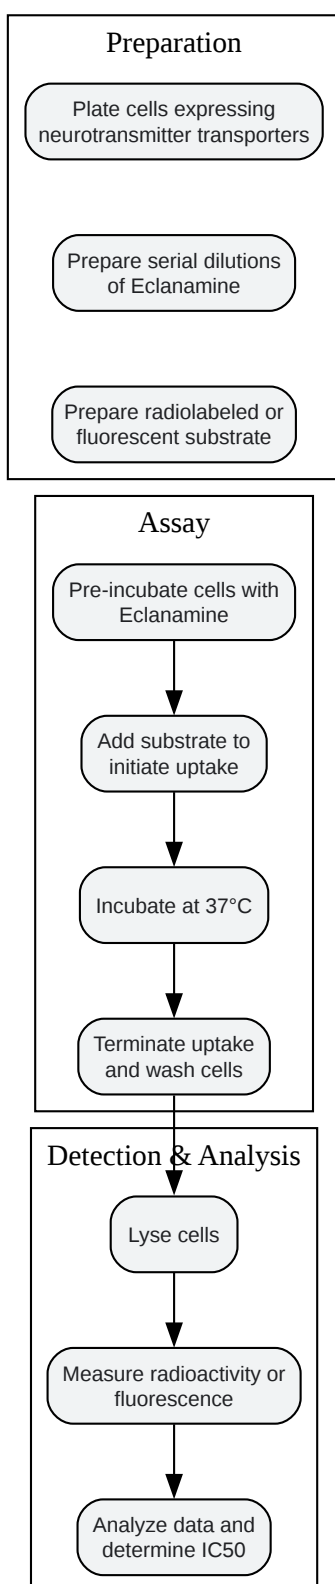 Preparation
Plate cells expressing
neurotransmitter transporters
Prepare serial dilutions
of Eclanamine
Prepare radiolabeled or
fluorescent substrate
Assay
Pre-incubate cells with
Eclanamine
Add substrate to
initiate uptake
Incubate at 37°C
Terminate uptake
and wash cells
Detection & Analysis
Lyse cells
Measure radioactivity or
fluorescence
Analyze data and
determine IC50